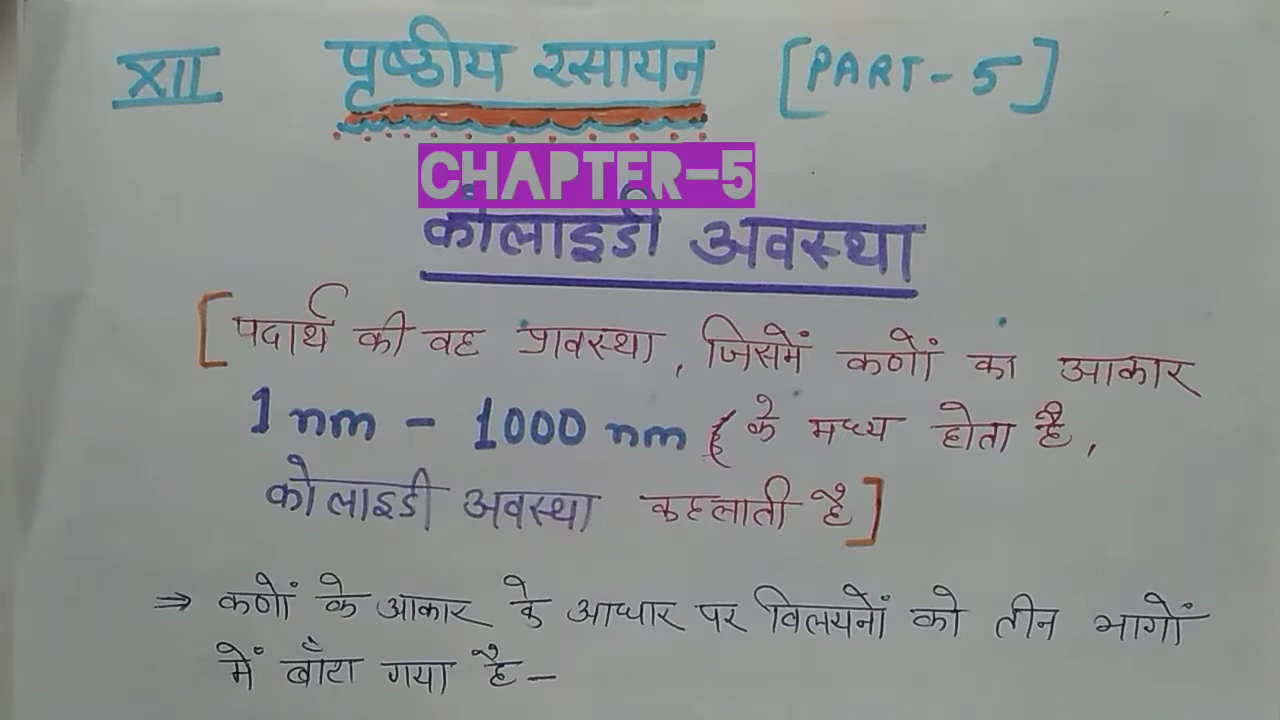 XII पृष्ठीय रसायन [PART-5]
CHAPTER-5
कोलाइडी अवस्था
[पदार्थ की वह प्रावस्था, जिसमें कणों का आकार
1 nm - 1000 nm के मध्य होता है,
कोलाइडी अवस्था कहलाती है]
⇒ कणों के आकार के आधार पर विलयनों को तीन भागों
में बाँटा गया है–